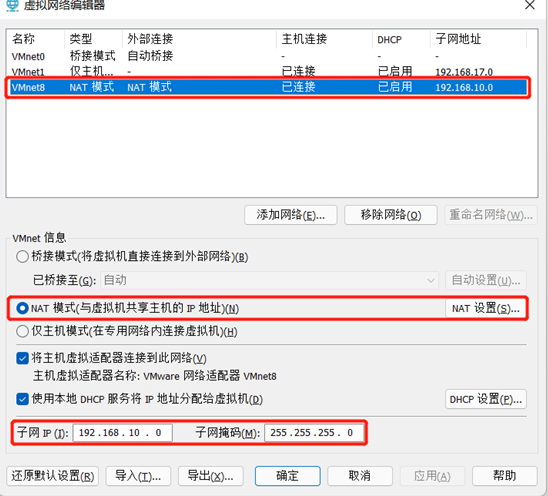 虚拟网络编辑器
名称 类型 外部连接 主机连接 DHCP 子网地址
VMnet0 桥接模式 自动桥接 - - -
VMnet1 仅主机... - 已连接 已启用 192.168.17.0
VMnet8 NAT 模式 NAT 模式 已连接 已启用 192.168.10.0
添加网络(E)... 移除网络(O) 重命名网络(W)...
VMnet 信息
桥接模式(将虚拟机直接连接到外部网络)(B)
已桥接至(G): 自动 自动设置(U)...
NAT 模式(与虚拟机共享主机的 IP 地址)(N) NAT 设置(S)...
仅主机模式(在专用网络内连接虚拟机)(H)
将主机虚拟适配器连接到此网络(V)
主机虚拟适配器名称: VMware 网络适配器 VMnet8
使用本地 DHCP 服务将 IP 地址分配给虚拟机(D) DHCP 设置(P)...
子网 IP (I): 192.168. 10 . 0 子网掩码(M): 255.255.255. 0
还原默认设置(R) 导入(T)... 导出(X)... 确定 取消 应用(A) 帮助